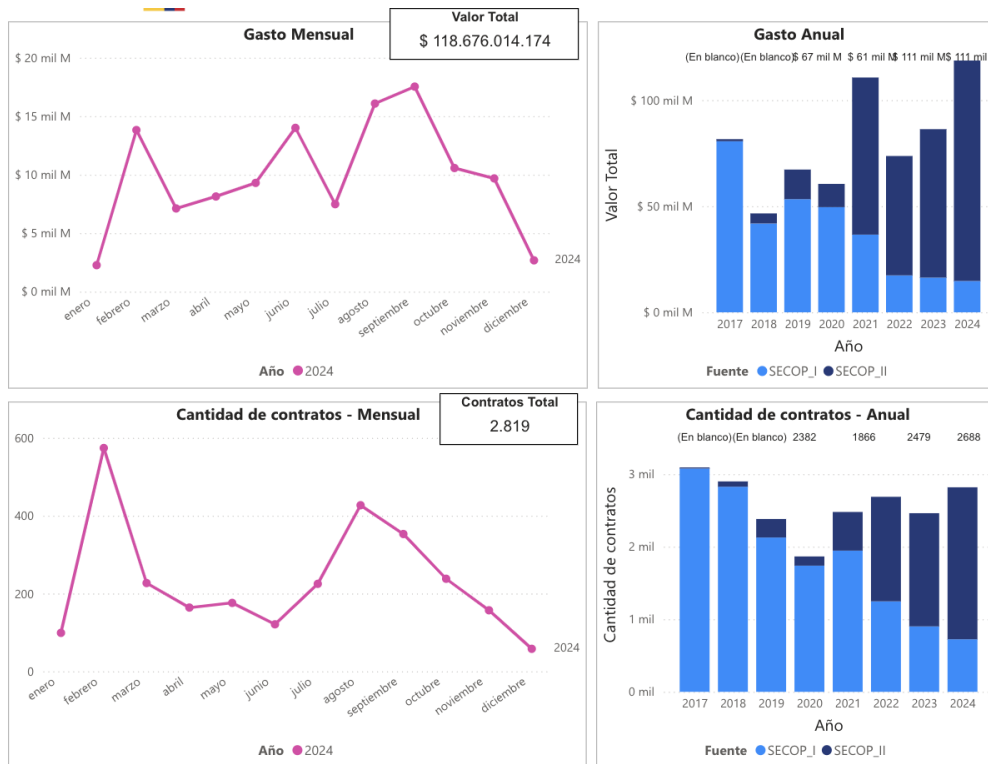 Gasto Mensual
Valor Total
$ 118.676.014.174
$ 20 mil M
$ 15 mil M
$ 10 mil M
$ 5 mil M
$ 0 mil M
2024
enero
febrero
marzo
abril
mayo
junio
julio
agosto
septiembre
octubre
noviembre
diciembre
Año 2024
Gasto Anual
(En blanco) (En blanco) $ 67 mil M $ 61 mil M $ 111 mil M $ 111 mil
Valor Total
$ 100 mil M
$ 50 mil M
$ 0 mil M
2017 2018 2019 2020 2021 2022 2023 2024
Año
Fuente SECOP_I SECOP_II
Cantidad de contratos - Mensual
Contratos Total
2.819
600
400
200
0
2024
enero
febrero
marzo
abril
mayo
junio
julio
agosto
septiembre
octubre
noviembre
diciembre
Año 2024
Cantidad de contratos - Anual
(En blanco) (En blanco) 2382 1866 2479 2688
Cantidad de contratos
3 mil
2 mil
1 mil
0 mil
2017 2018 2019 2020 2021 2022 2023 2024
Año
Fuente SECOP_I SECOP_II